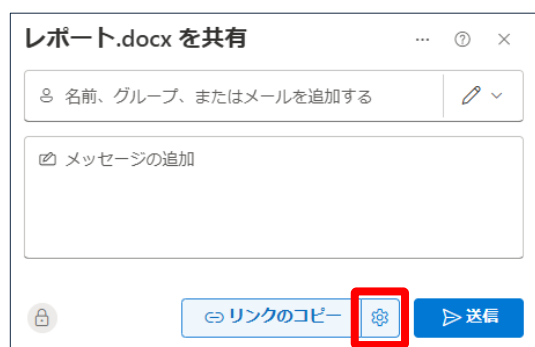 レポート.docx を共有
名前、グループ、またはメールを追加する
メッセージの追加
リンクのコピー
送信